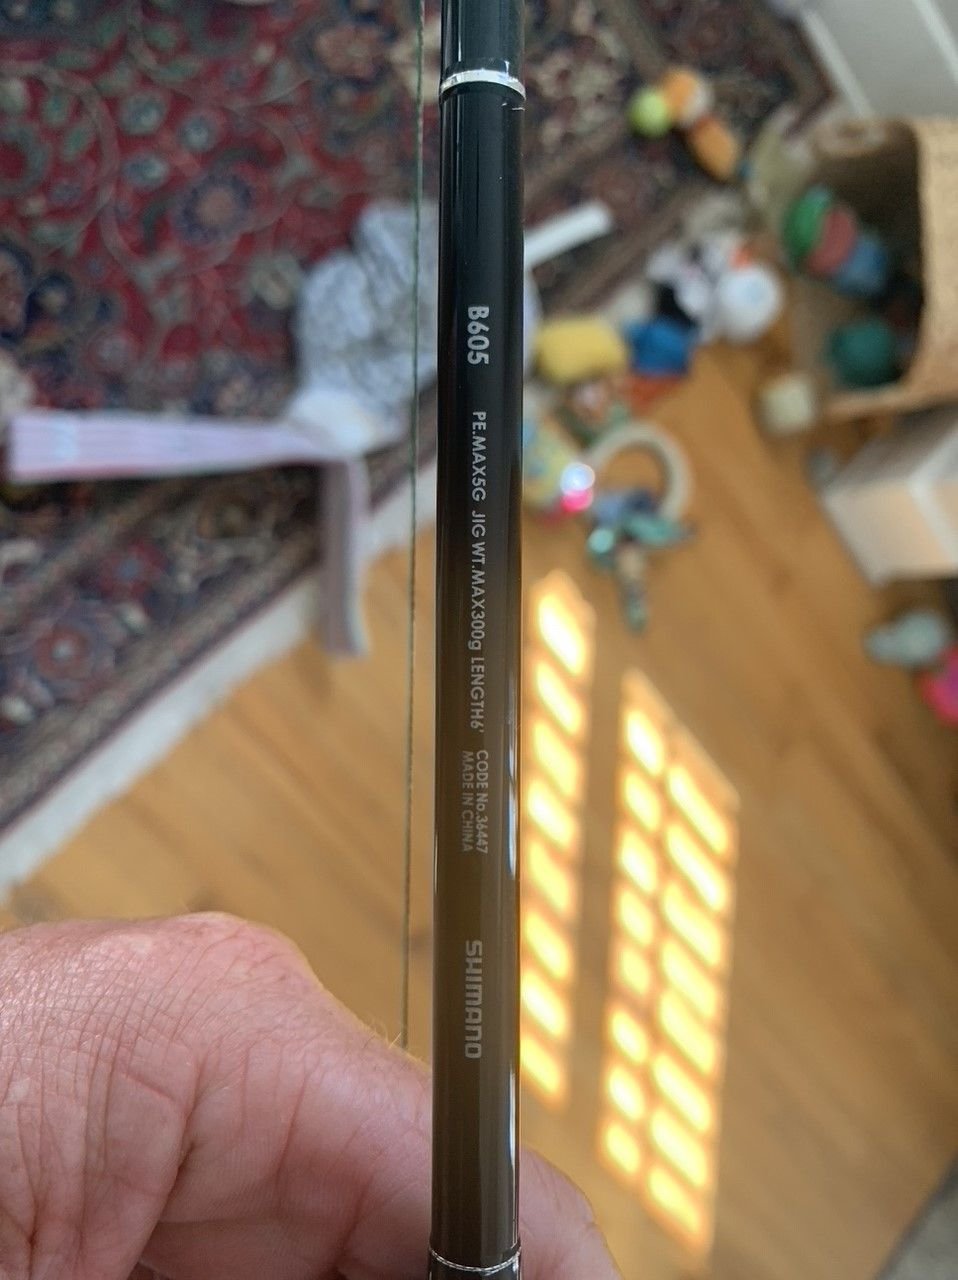 B605 PE.MAX5G JIG WT.MAX300g LENGTH6' CODE No.36447
MADE IN CHINA
SHIMANO